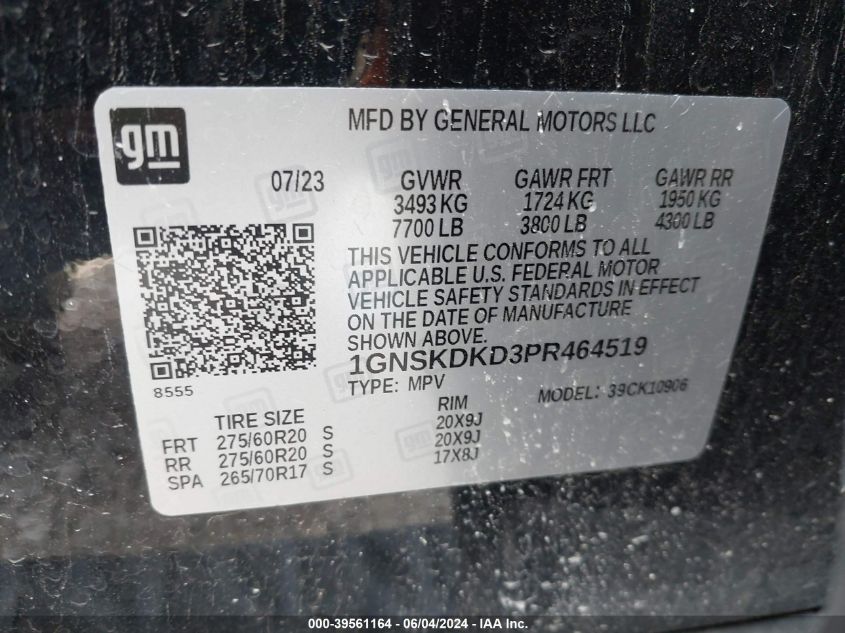 gm
MFD BY GENERAL MOTORS LLC
07/23 GVWR GAWR FRT GAWR RR
3493 KG 1724 KG 1950 KG
7700 LB 3800 LB 4300 LB
THIS VEHICLE CONFORMS TO ALL
APPLICABLE U.S. FEDERAL MOTOR
VEHICLE SAFETY STANDARDS IN EFFECT
ON THE DATE OF MANUFACTURE
SHOWN ABOVE.
1GNSKDKD3PR464519
8555
TYPE: MPV MODEL: 39CK10906
TIRE SIZE RIM
FRT 275/60R20 S 20X9J
RR 275/60R20 S 20X9J
SPA 265/70R17 S 17X8J
000-39561164 - 06/04/2024 - IAA Inc.